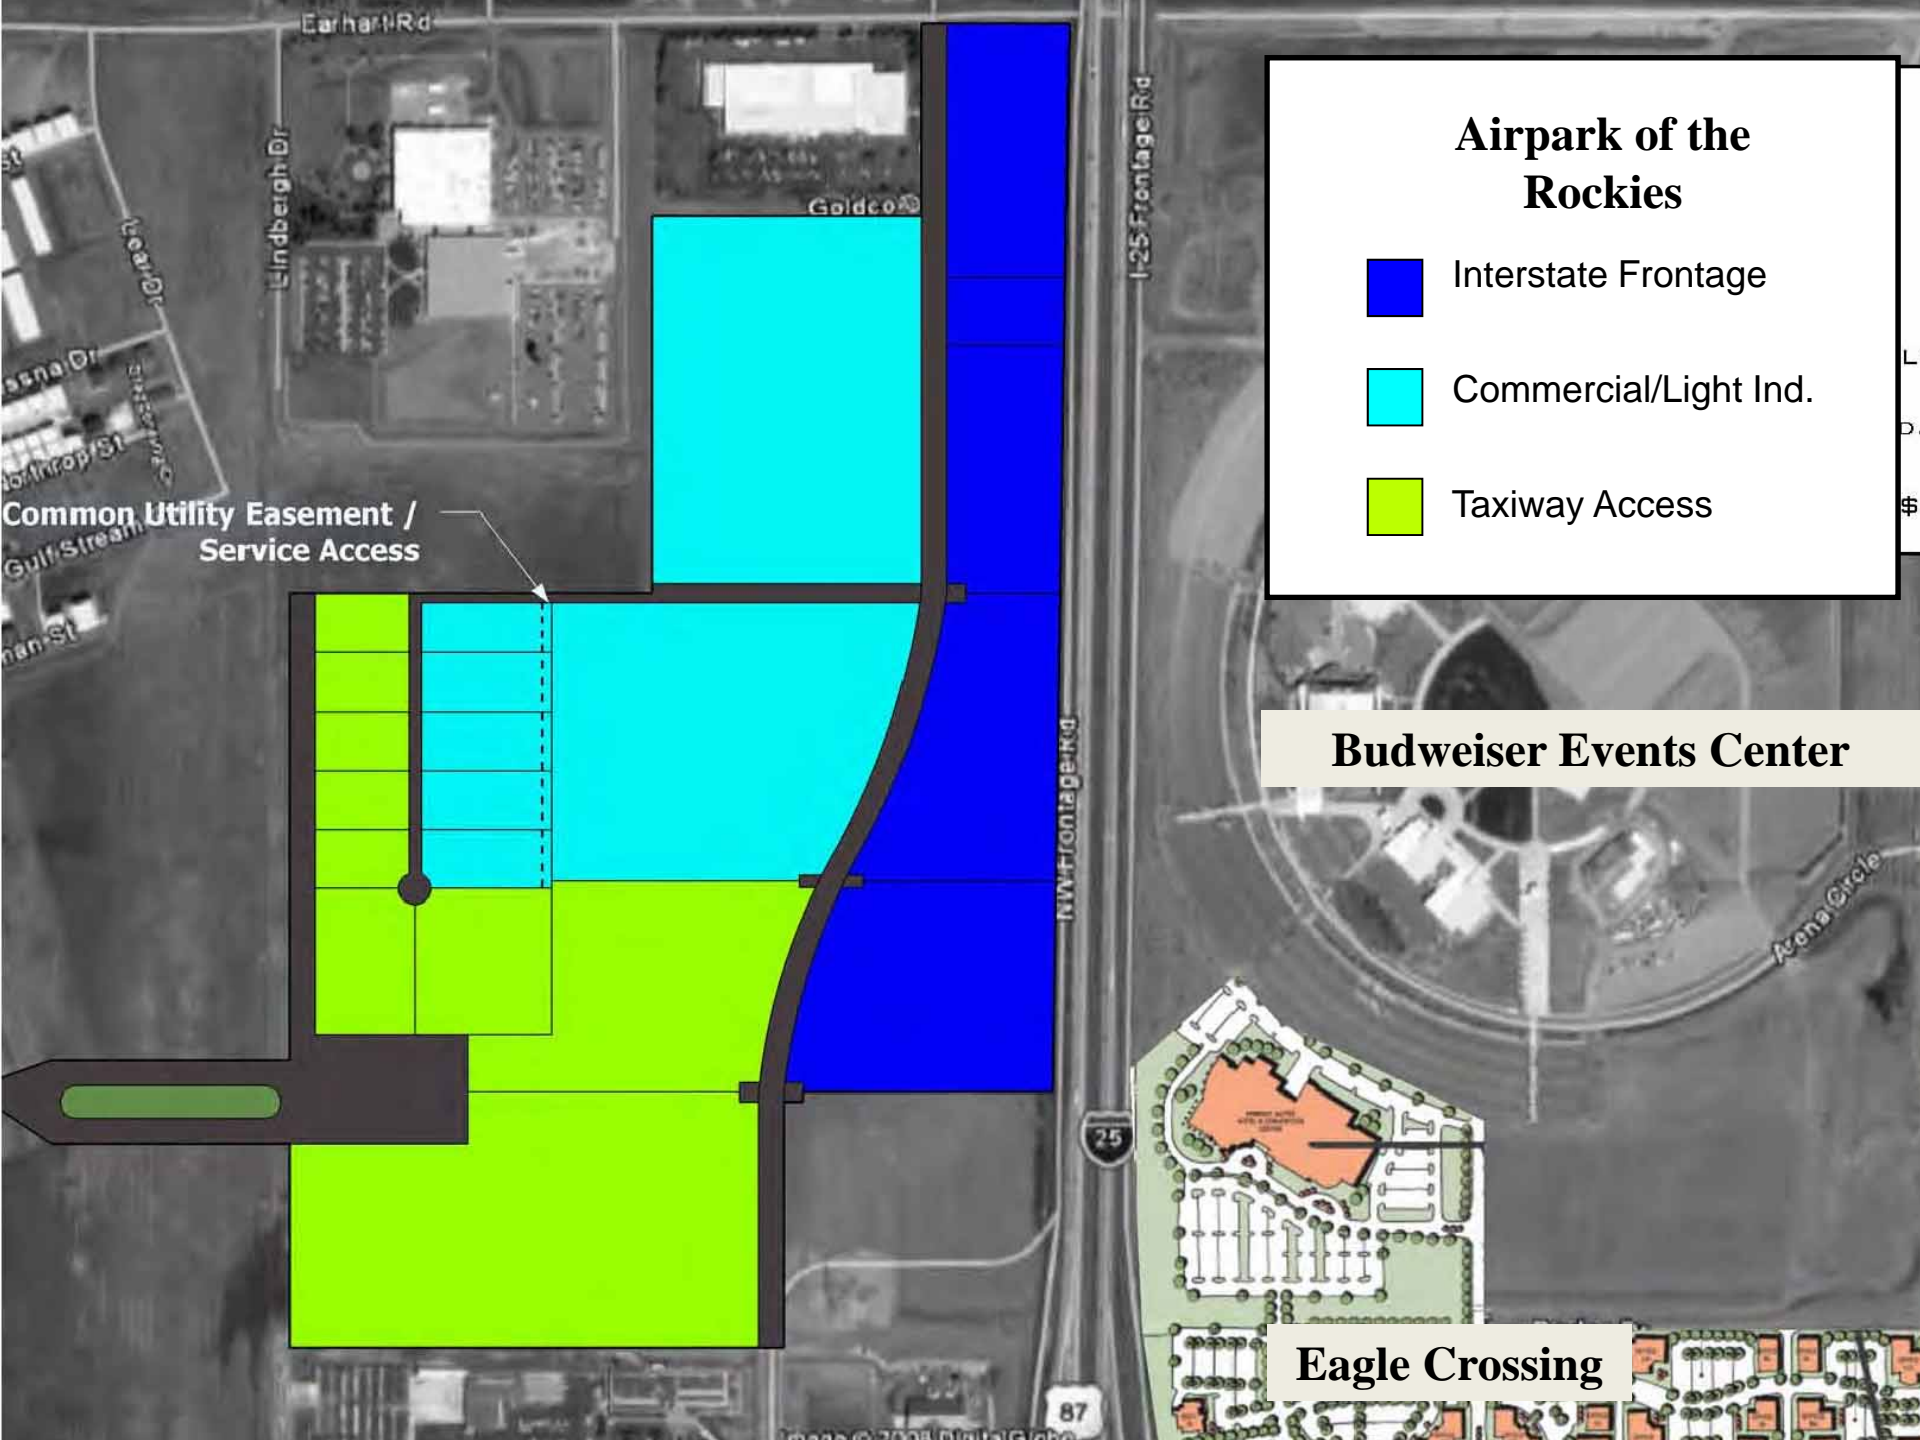 Earhart Rd
Airpark of the
Rockies
Interstate Frontage
Commercial/Light Ind.
Taxiway Access
I-25 Frontage Rd
Lindbergh Dr
Goldco
Lear Dr
Northrop St
Common Utility Easement /
Service Access
Gulf Stream
Budweiser Events Center
NW Frontage Rd
Arena Circle
25
Eagle Crossing
87